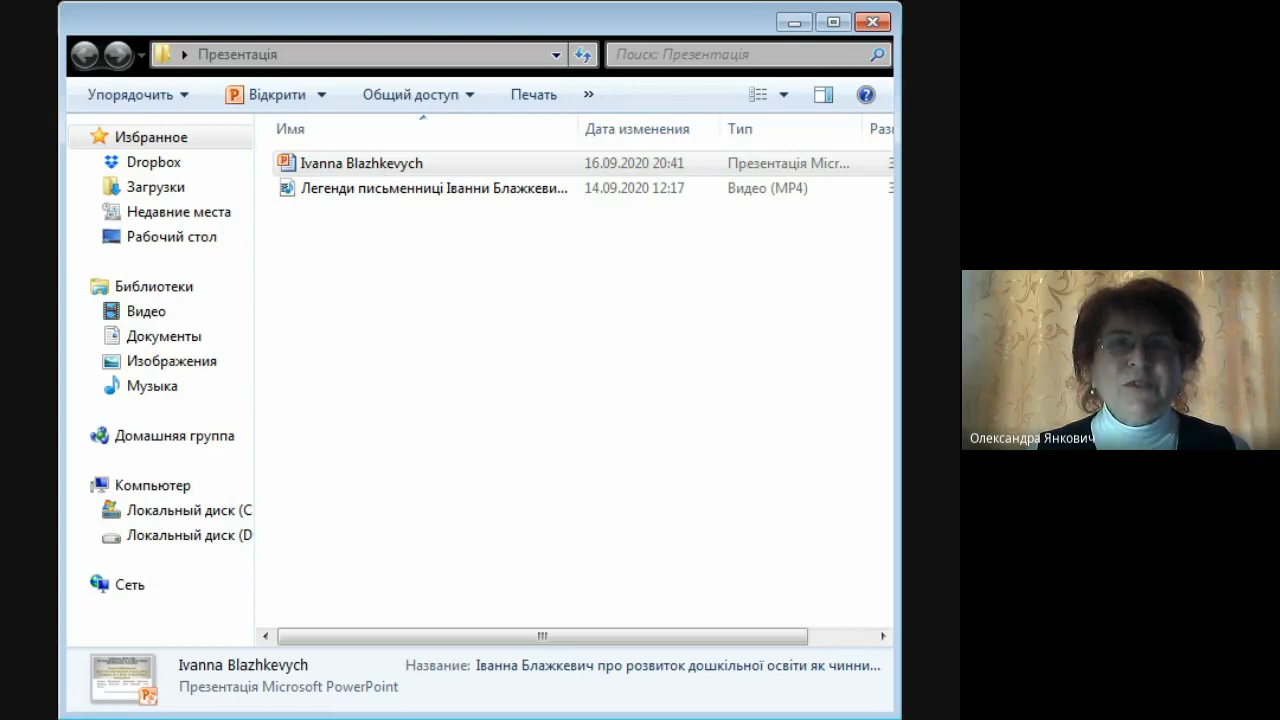 Презентація
Поиск: Презентація
Упорядочить
Відкрити
Общий доступ
Печать
»
Имя
Дата изменения
Тип
Раз
Избранное
Dropbox
Загрузки
Недавние места
Рабочий стол
Библиотеки
Видео
Документы
Изображения
Музыка
Домашняя группа
Компьютер
Локальный диск (C
Локальный диск (D
Сеть
Ivanna Blazhkevych 16.09.2020 20:41 Презентація Micr... 3
Легенди письменниці Іванни Блажкеви... 14.09.2020 12:17 Видео (MP4) 3
Ivanna Blazhkevych
Название: Іванна Блажкевич про розвиток дошкільної освіти як чинни...
Презентація Microsoft PowerPoint
Олександра Янкович